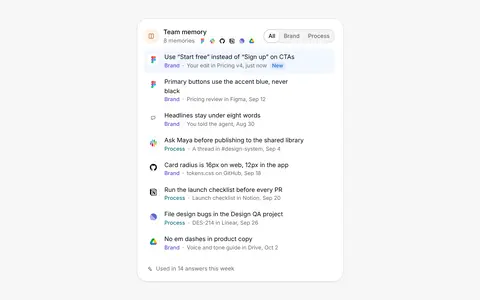 Team memory
8 memories
All
Brand
Process
Use “Start free” instead of “Sign up” on CTAs
Brand · Your edit in Pricing v4, just now New
Primary buttons use the accent blue, never
black
Brand · Pricing review in Figma, Sep 12
Headlines stay under eight words
Brand · You told the agent, Aug 30
Ask Maya before publishing to the shared library
Process · A thread in #design-system, Sep 4
Card radius is 16px on web, 12px in the app
Brand · tokens.css on GitHub, Sep 18
Run the launch checklist before every PR
Process · Launch checklist in Notion, Sep 20
File design bugs in the Design QA project
Process · DES-214 in Linear, Sep 26
No em dashes in product copy
Brand · Voice and tone guide in Drive, Oct 2
Used in 14 answers this week